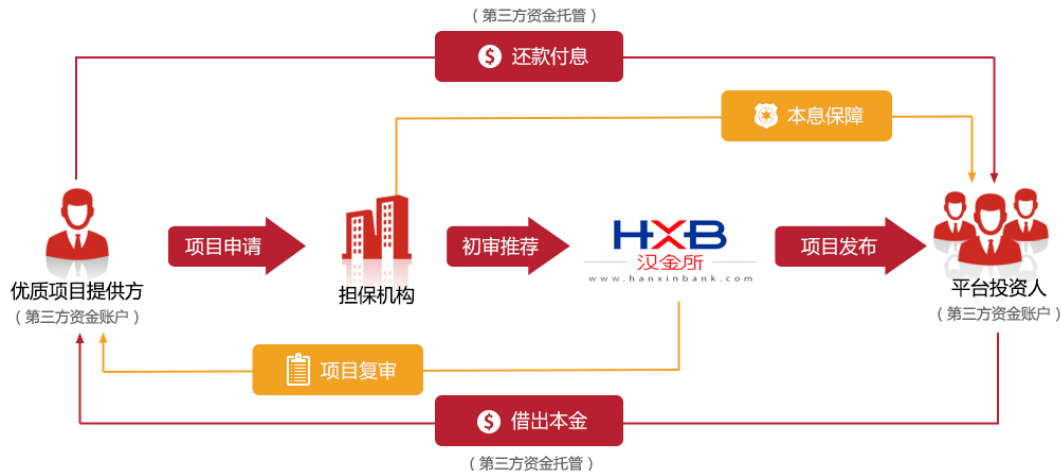 （第三方资金托管）
还款付息
本息保障
项目申请
初审推荐
HXB
汉金所
www.hanxinbank.com
项目发布
优质项目提供方
（第三方资金账户）
担保机构
平台投资人
（第三方资金账户）
项目复审
借出本金
（第三方资金托管）